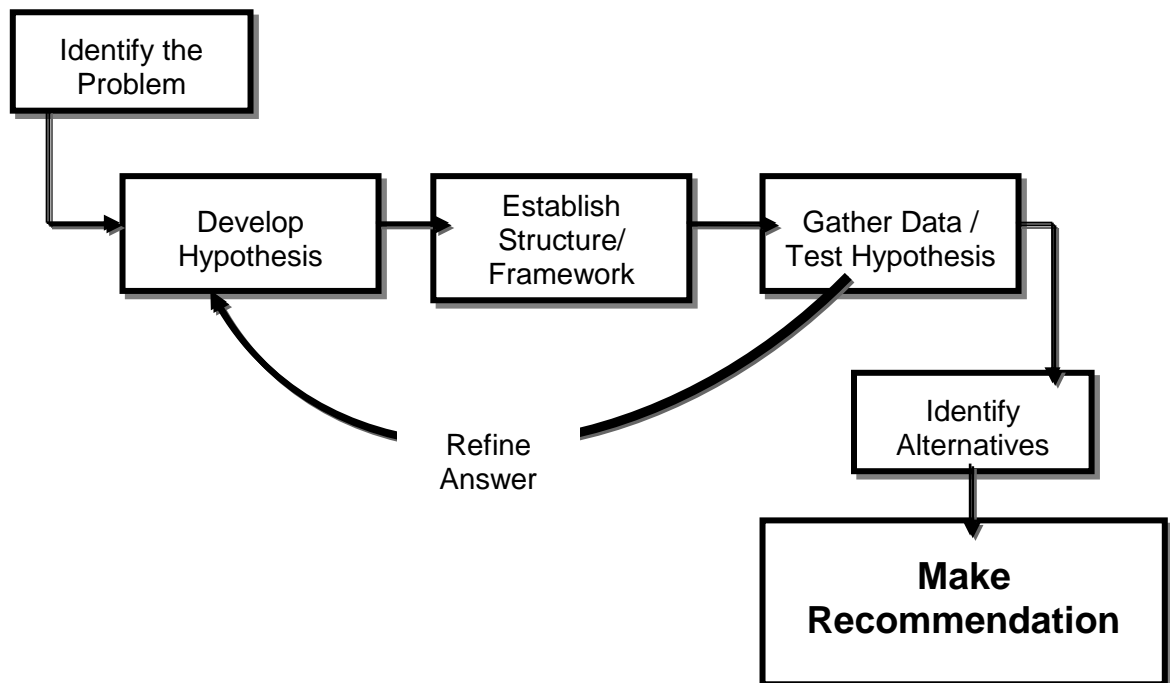 Identify the
Problem
Develop
Hypothesis
Establish
Structure/
Framework
Gather Data /
Test Hypothesis
Refine
Answer
Identify
Alternatives
Make
Recommendation